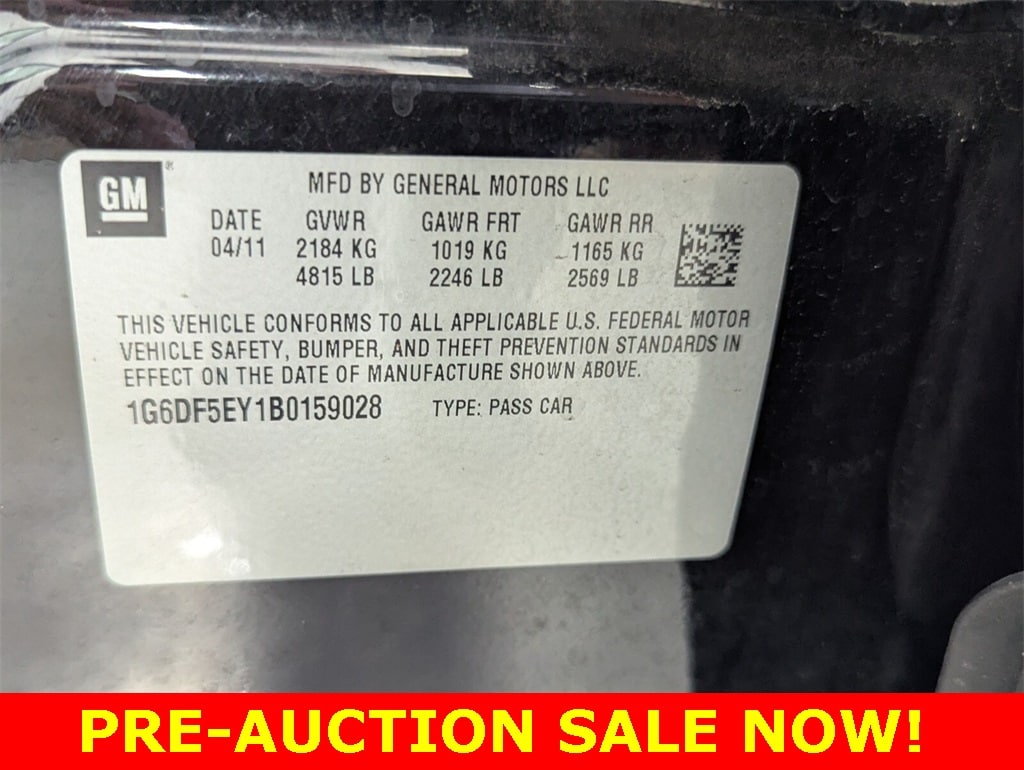 GM ®
MFD BY GENERAL MOTORS LLC
DATE GVWR GAWR FRT GAWR RR
04/11 2184 KG 1019 KG 1165 KG
4815 LB 2246 LB 2569 LB
THIS VEHICLE CONFORMS TO ALL APPLICABLE U.S. FEDERAL MOTOR
VEHICLE SAFETY, BUMPER, AND THEFT PREVENTION STANDARDS IN
EFFECT ON THE DATE OF MANUFACTURE SHOWN ABOVE.
1G6DF5EY1B0159028 TYPE: PASS CAR
PRE-AUCTION SALE NOW!